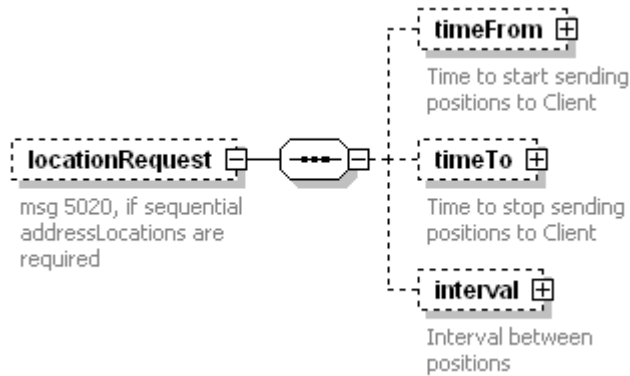 timeFrom
Time to start sending
positions to Client
locationRequest
msg 5020, if sequential
addressLocations are
required
timeTo
Time to stop sending
positions to Client
interval
Interval between
positions